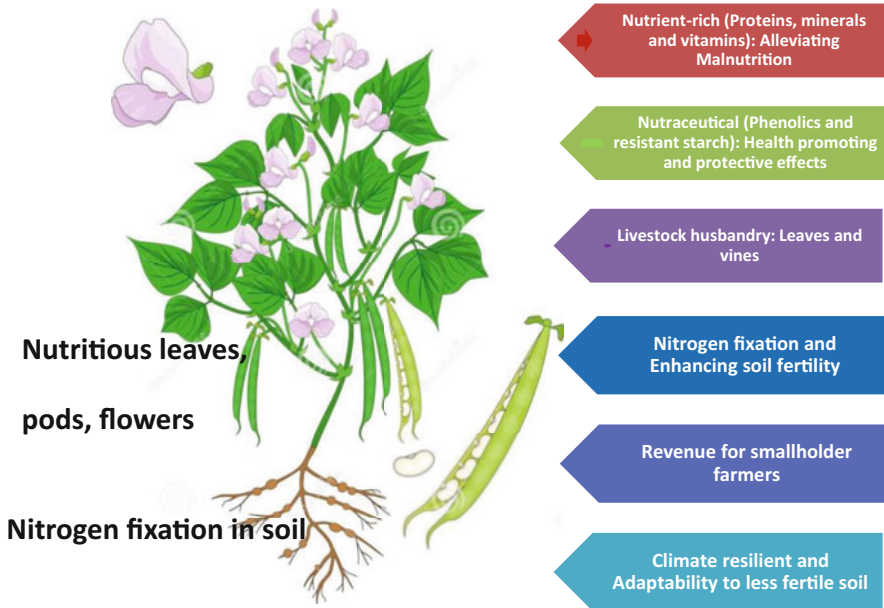 Nutritious leaves,
pods, flowers
Nitrogen fixation in soil
Nutrient-rich (Proteins, minerals
and vitamins): Alleviating
Malnutrition
Nutraceutical (Phenolics and
resistant starch): Health promoting
and protective effects
Livestock husbandry: Leaves and
vines
Nitrogen fixation and
Enhancing soil fertility
Revenue for smallholder
farmers
Climate resilient and
Adaptability to less fertile soil